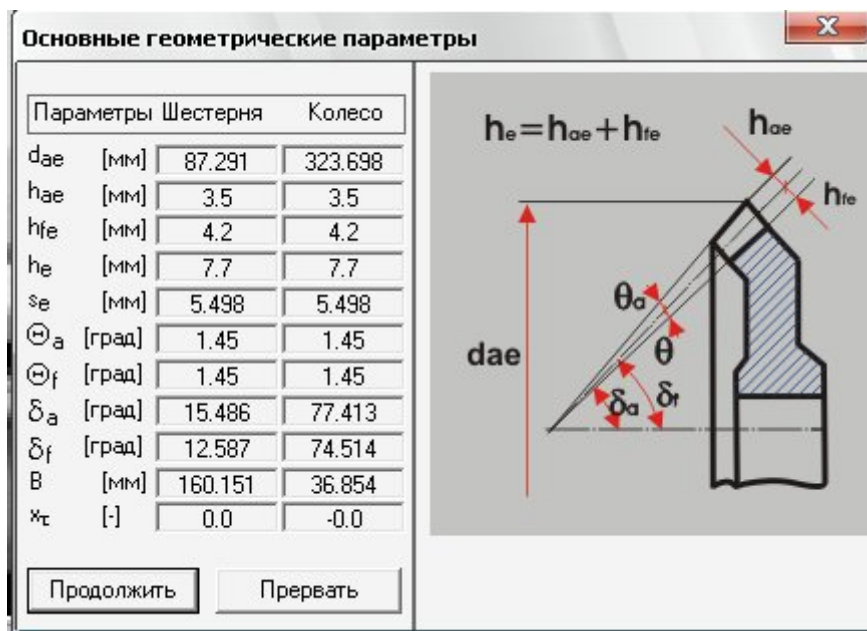 Основные геометрические параметры
Параметры Шестерня Колесо
dae [мм] 87.291 323.698
hae [мм] 3.5 3.5
hfe [мм] 4.2 4.2
he [мм] 7.7 7.7
se [мм] 5.498 5.498
Θa [град] 1.45 1.45
Θf [град] 1.45 1.45
δa [град] 15.486 77.413
δf [град] 12.587 74.514
B [мм] 160.151 36.854
xτ [-] 0.0 -0.0
Продолжить Прервать
he=hae+hfe
hae
hfe
θa
θ
dae
δa
δf